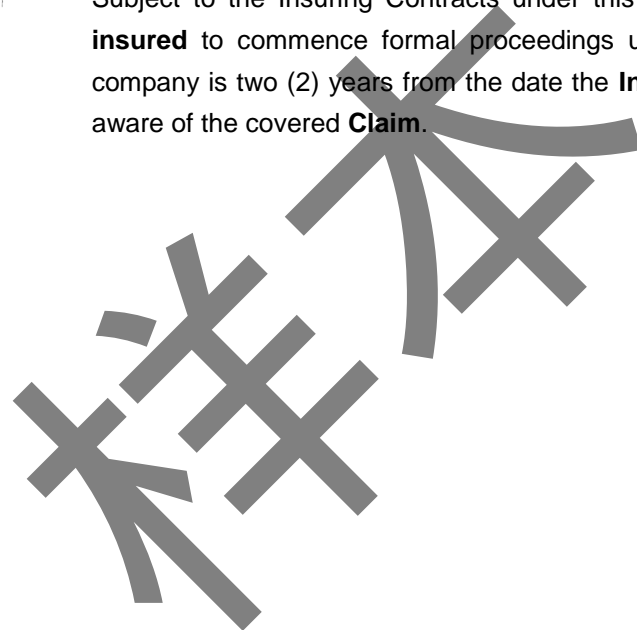 Subject to the Insuring Contracts under this
insured to commence formal proceedings u
company is two (2) years from the date the In
aware of the covered Claim.
样本